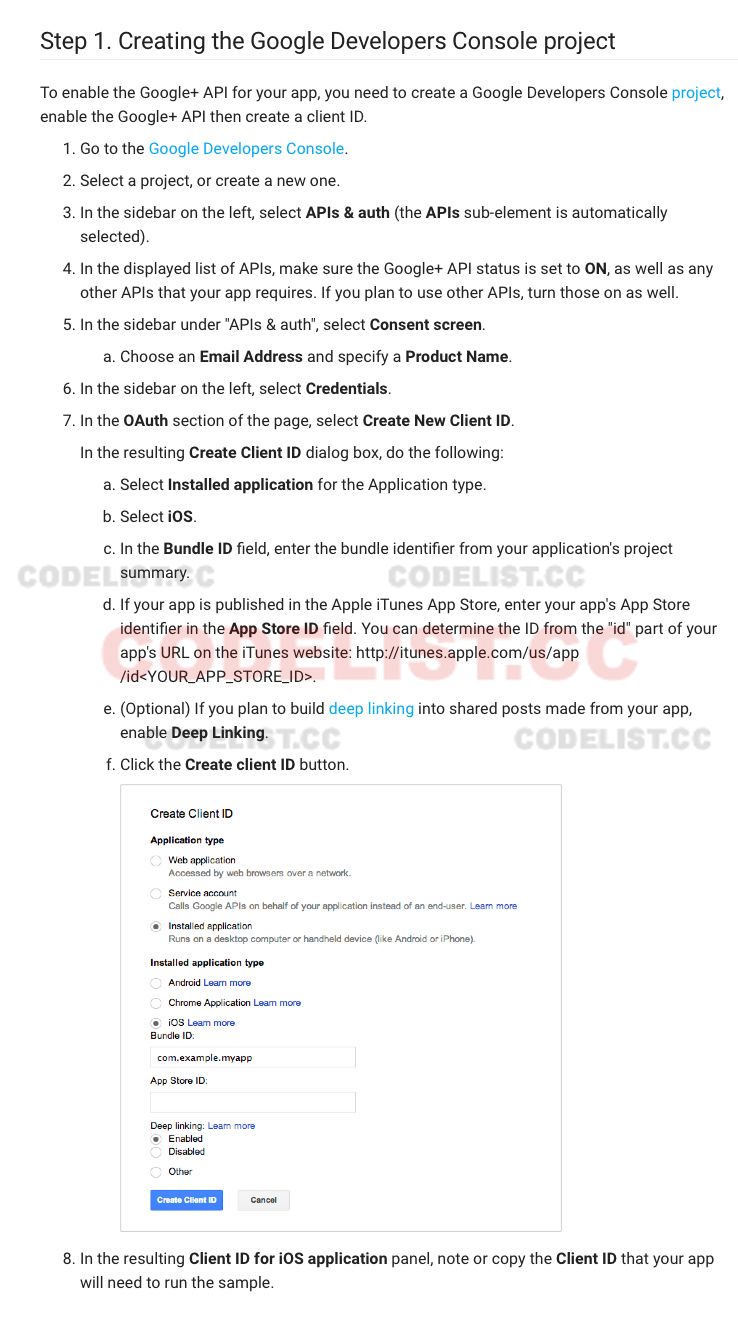 Step 1. Creating the Google Developers Console project
To enable the Google+ API for your app, you need to create a Google Developers Console project,
enable the Google+ API then create a client ID.
1. Go to the Google Developers Console.
2. Select a project, or create a new one.
3. In the sidebar on the left, select APIs & auth (the APIs sub-element is automatically
selected).
4. In the displayed list of APIs, make sure the Google+ API status is set to ON, as well as any
other APIs that your app requires. If you plan to use other APIs, turn those on as well.
5. In the sidebar under "APIs & auth", select Consent screen.
a. Choose an Email Address and specify a Product Name.
6. In the sidebar on the left, select Credentials.
7. In the OAuth section of the page, select Create New Client ID.
In the resulting Create Client ID dialog box, do the following:
a. Select Installed application for the Application type.
b. Select iOS.
c. In the Bundle ID field, enter the bundle identifier from your application's project
summary.
CODELIST.CC
CODELIST.CC
d. If your app is published in the Apple iTunes App Store, enter your app's App Store
identifier in the App Store ID field. You can determine the ID from the "id" part of your
app's URL on the iTunes website: http://itunes.apple.com/us/app
/id<YOUR_APP_STORE_ID>.
CODELIST.CC
e. (Optional) If you plan to build deep linking into shared posts made from your app,
enable Deep Linking.
CODELIST.CC
CODELIST.CC
f. Click the Create client ID button.
Create Client ID
Application type
Web application
Accessed by web browsers over a network.
Service account
Calls Google APIs on behalf of your application instead of an end-user. Learn more
Installed application
Runs on a desktop computer or handheld device (like Android or iPhone).
Installed application type
Android Learn more
Chrome Application Learn more
iOS Learn more
Bundle ID:
com.example.myapp
App Store ID:
Deep linking: Learn more
Enabled
Disabled
Other
Create Client ID Cancel
8. In the resulting Client ID for iOS application panel, note or copy the Client ID that your app
will need to run the sample.